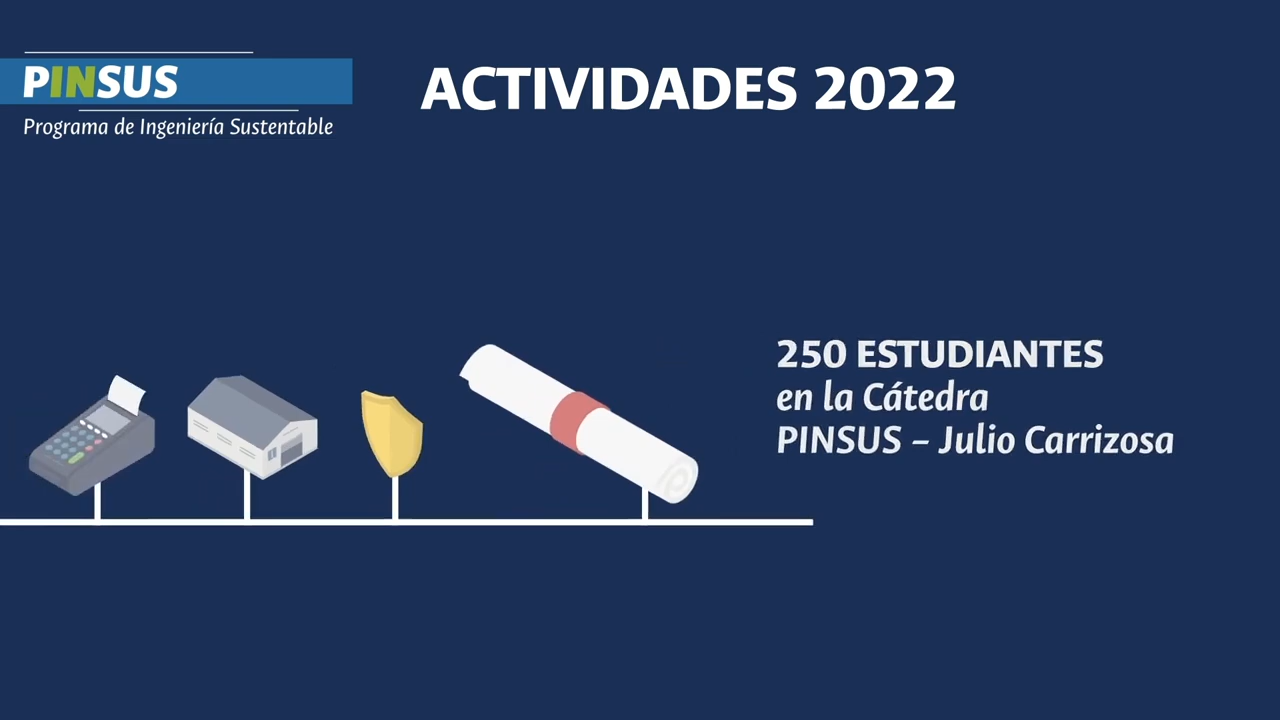 PINSUS
Programa de Ingeniería Sustentable
ACTIVIDADES 2022
250 ESTUDIANTES
en la Cátedra
PINSUS – Julio Carrizosa